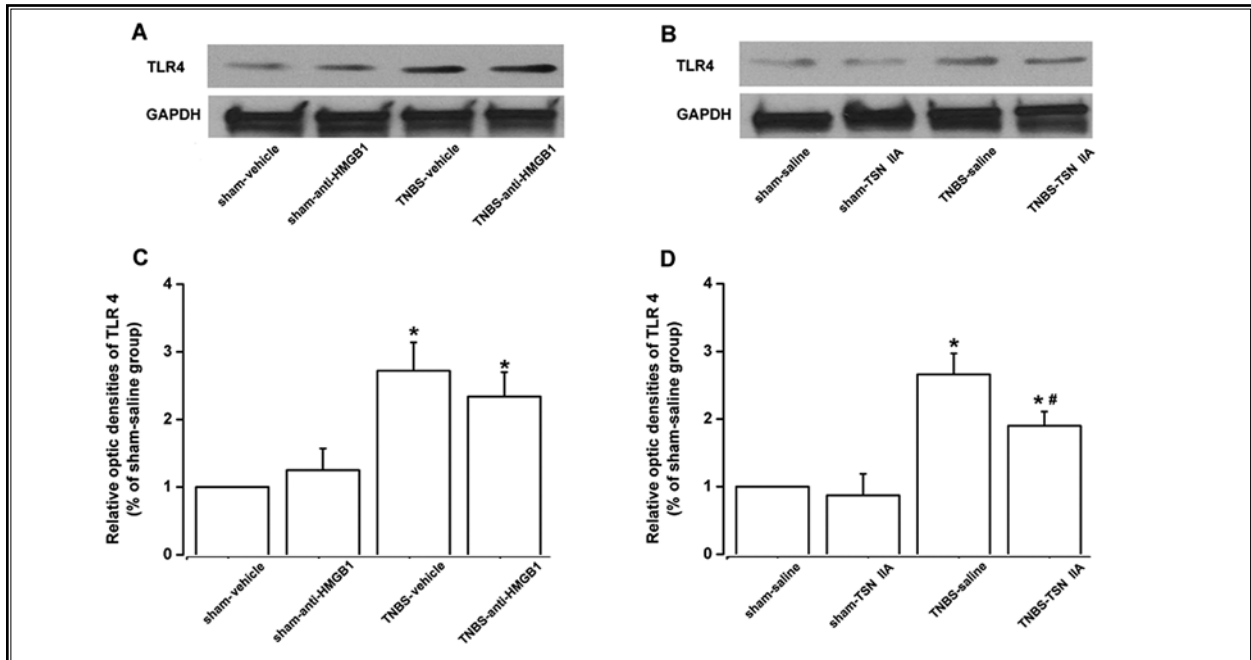 A
TLR4
GAPDH
sham-vehicle
sham-anti-HMGB1
TNBS-vehicle
TNBS-anti-HMGB1
B
TLR4
GAPDH
sham-saline
sham-TSN IIA
TNBS-saline
TNBS-TSN IIA
C
Relative optic densities of TLR 4
(% of sham-saline group)
4
3
2
1
0
*
*
sham-vehicle
sham-anti-HMGB1
TNBS-vehicle
TNBS-anti-HMGB1
D
Relative optic densities of TLR 4
(% of sham-saline group)
4
3
2
1
0
*
* #
sham-saline
sham-TSN IIA
TNBS-saline
TNBS-TSN IIA